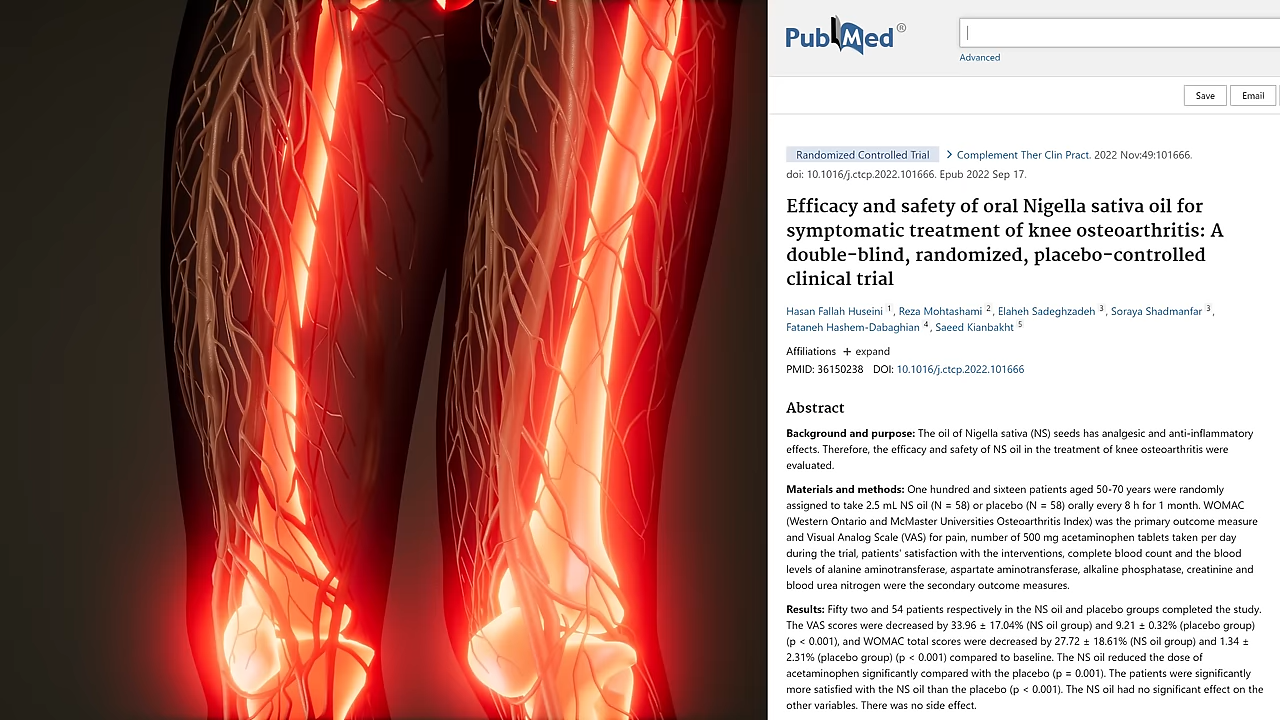 PubMed®
Advanced
Save Email
Randomized Controlled Trial > Complement Ther Clin Pract. 2022 Nov:49:101666.
doi: 10.1016/j.ctcp.2022.101666. Epub 2022 Sep 17.
Efficacy and safety of oral Nigella sativa oil for
symptomatic treatment of knee osteoarthritis: A
double-blind, randomized, placebo-controlled
clinical trial
Hasan Fallah Huseini 1, Reza Mohtashami 2, Elaheh Sadeghzadeh 3, Soraya Shadmanfar 3,
Fataneh Hashem-Dabaghian 4, Saeed Kianbakht 5
Affiliations + expand
PMID: 36150238 DOI: 10.1016/j.ctcp.2022.101666
Abstract
Background and purpose: The oil of Nigella sativa (NS) seeds has analgesic and anti-inflammatory
effects. Therefore, the efficacy and safety of NS oil in the treatment of knee osteoarthritis were
evaluated.
Materials and methods: One hundred and sixteen patients aged 50-70 years were randomly
assigned to take 2.5 mL NS oil (N = 58) or placebo (N = 58) orally every 8 h for 1 month. WOMAC
(Western Ontario and McMaster Universities Osteoarthritis Index) was the primary outcome measure
and Visual Analog Scale (VAS) for pain, number of 500 mg acetaminophen tablets taken per day
during the trial, patients' satisfaction with the interventions, complete blood count and the blood
levels of alanine aminotransferase, aspartate aminotransferase, alkaline phosphatase, creatinine and
blood urea nitrogen were the secondary outcome measures.
Results: Fifty two and 54 patients respectively in the NS oil and placebo groups completed the study.
The VAS scores were decreased by 33.96 ± 17.04% (NS oil group) and 9.21 ± 0.32% (placebo group)
(p < 0.001), and WOMAC total scores were decreased by 27.72 ± 18.61% (NS oil group) and 1.34 ±
2.31% (placebo group) (p < 0.001) compared to baseline. The NS oil reduced the dose of
acetaminophen significantly compared with the placebo (p = 0.001). The patients were significantly
more satisfied with the NS oil than the placebo (p < 0.001). The NS oil had no significant effect on the
other variables. There was no side effect.